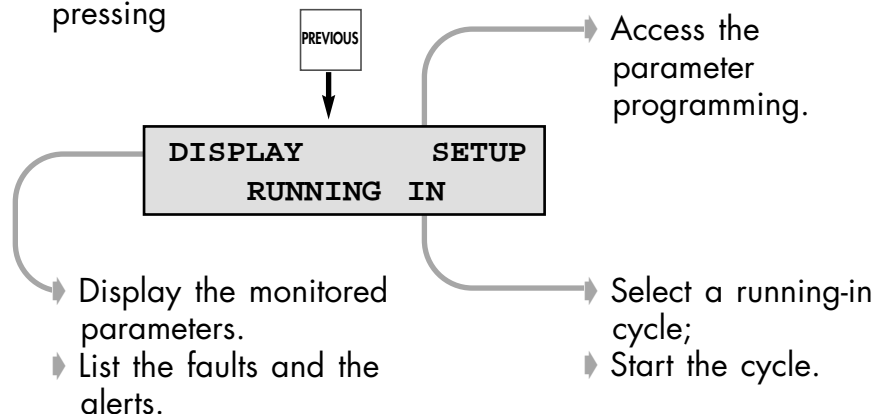 pressing
PREVIOUS
Access the
parameter
programming.
DISPLAY SETUP
RUNNING IN
Display the monitored
parameters.
List the faults and the
alerts.
Select a running-in
cycle;
Start the cycle.